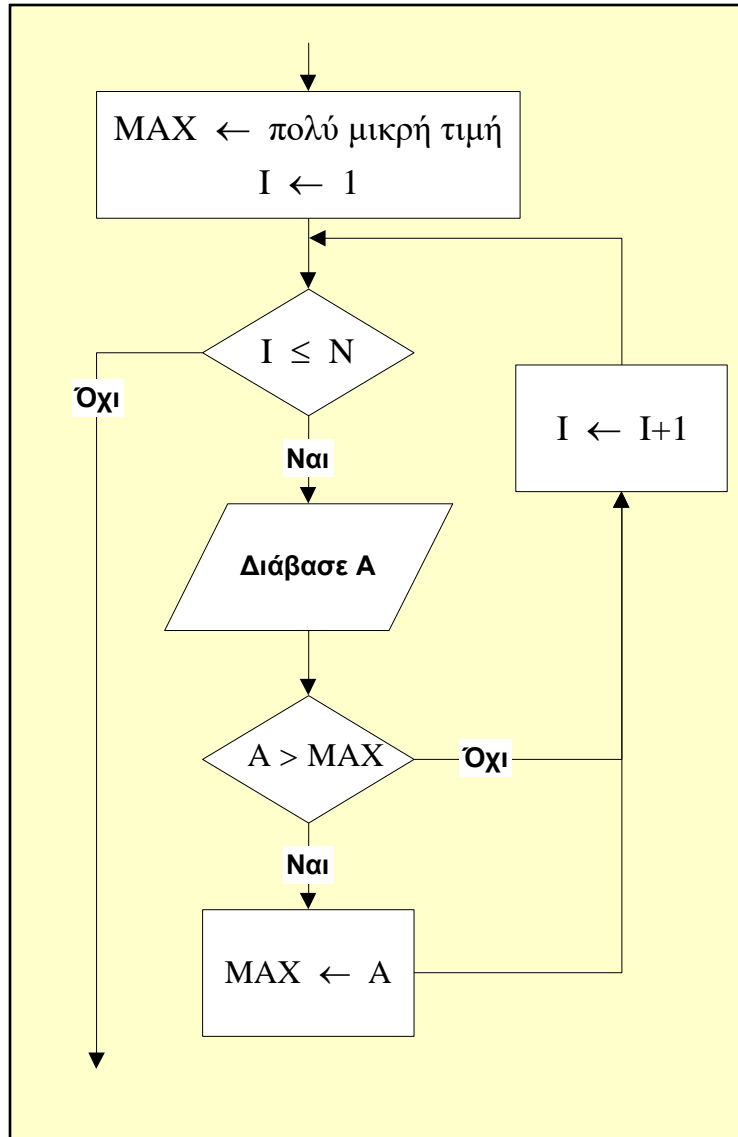 MAX ← πολύ μικρή τιμή
I ← 1
I ≤ N
Όχι
I ← I+1
Ναι
Διάβασε Α
A > MAX
Όχι
Ναι
MAX ← A